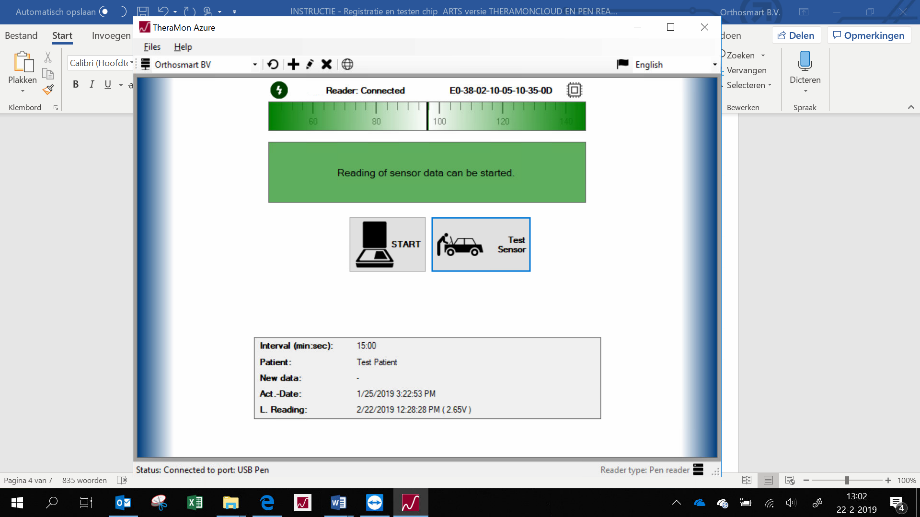 Automatisch opslaan
INSTRUCTIE - Registratie en testen chip ARTS versie THERAMONCLOUD EN PEN REA...
Orthosmart B.V.
TheraMon Azure
Bestand Start Invoegen
doen Delen Opmerkingen
Files Help
Orthosmart BV
English
Plakken
Calibri (Hoofdte
B I U
Klembord
Zoeken
Vervangen
Selecteren
Bewerken
Dicteren
Spraak
Reader: Connected E0-38-02-10-05-10-35-0D
60 80 100 120 140
Reading of sensor data can be started.
START
Test
Sensor
Interval (min:sec): 15:00
Patient: Test Patient
New data: -
Act.-Date: 1/25/2019 3:22:53 PM
L. Reading: 2/22/2019 12:28:28 PM ( 2.65V )
Status: Connected to port: USB Pen
Reader type: Pen reader
Pagina 4 van 7 835 woorden
100%
13:02
22-2-2019
4